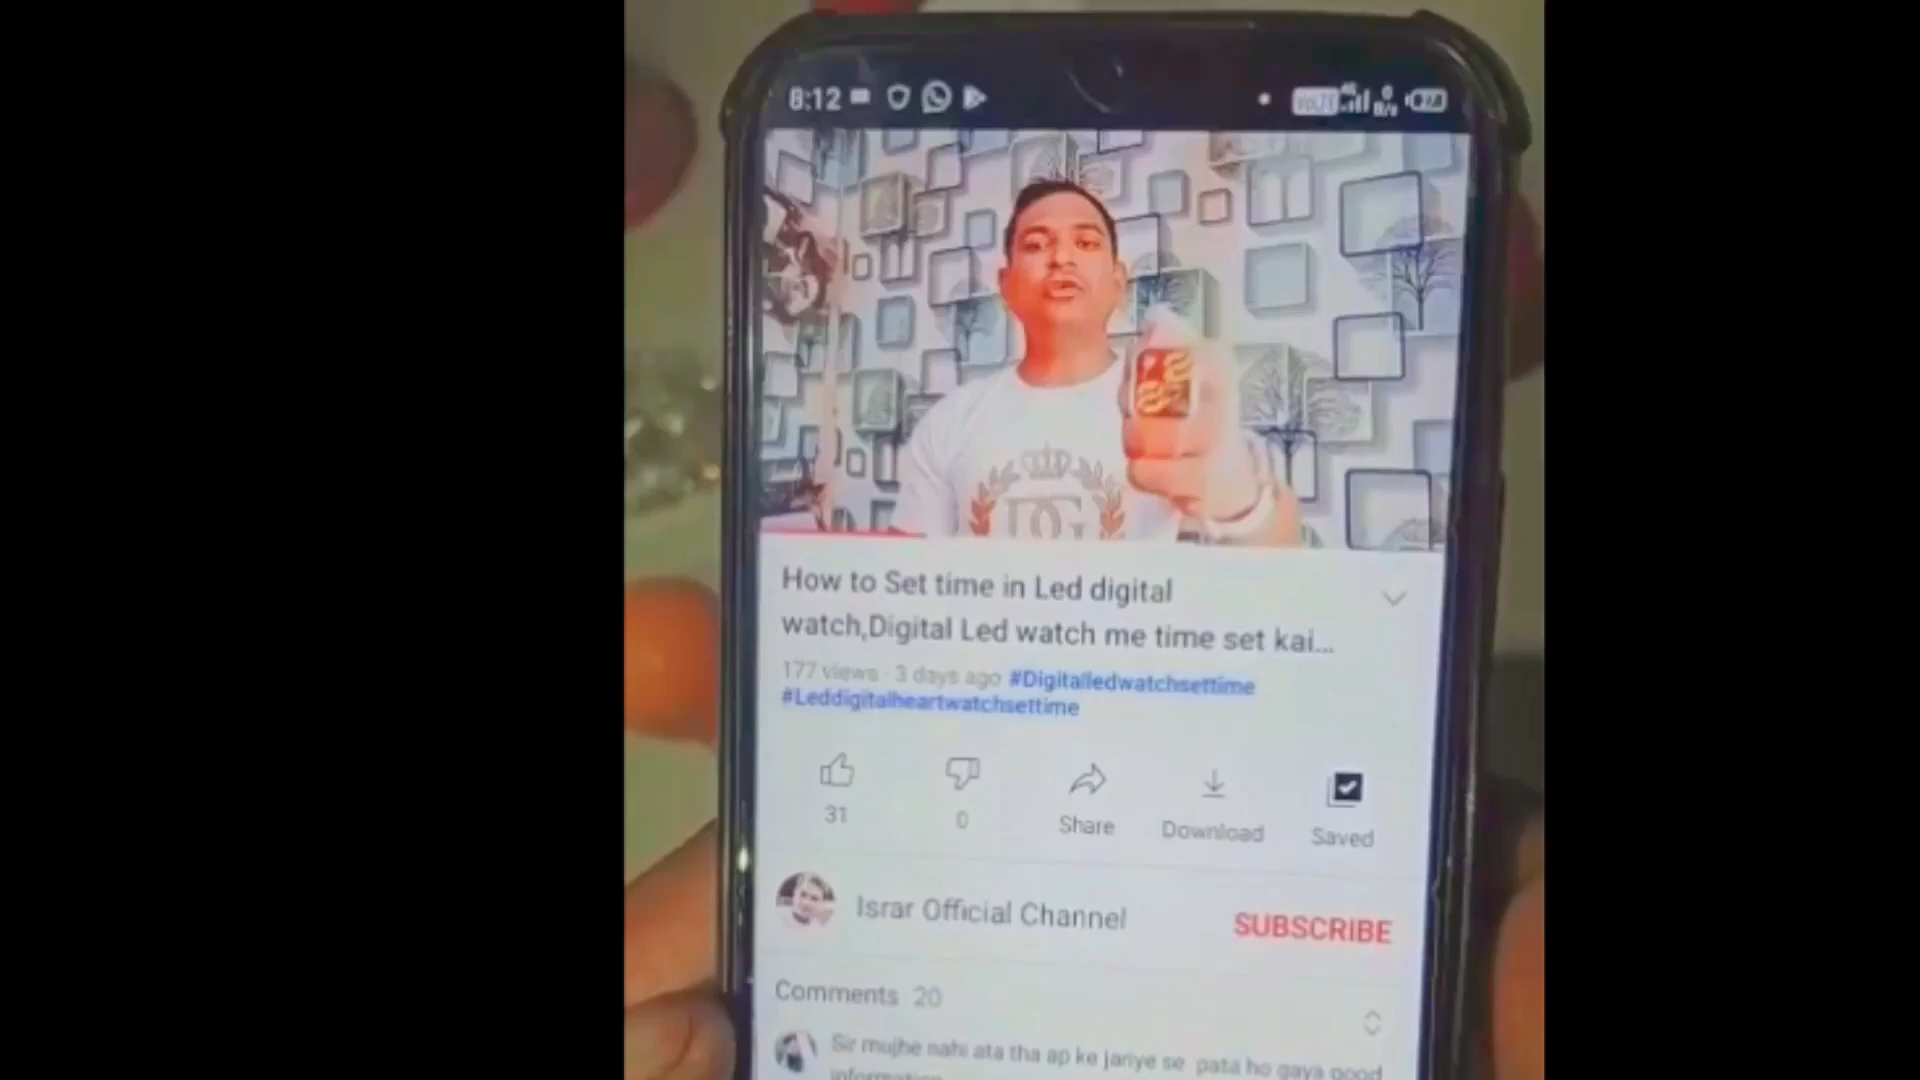 8:12
How to Set time in Led digital
watch,Digital Led watch me time set kai...
177 views · 3 days ago #Digitalledwatchsettime
#Leddigitalheartwatchsettime
31
0
Share
Download
Saved
Israr Official Channel
SUBSCRIBE
Comments 20
Sir mujhe nahi ata tha ap ke jariye se pata ho gaya good
information